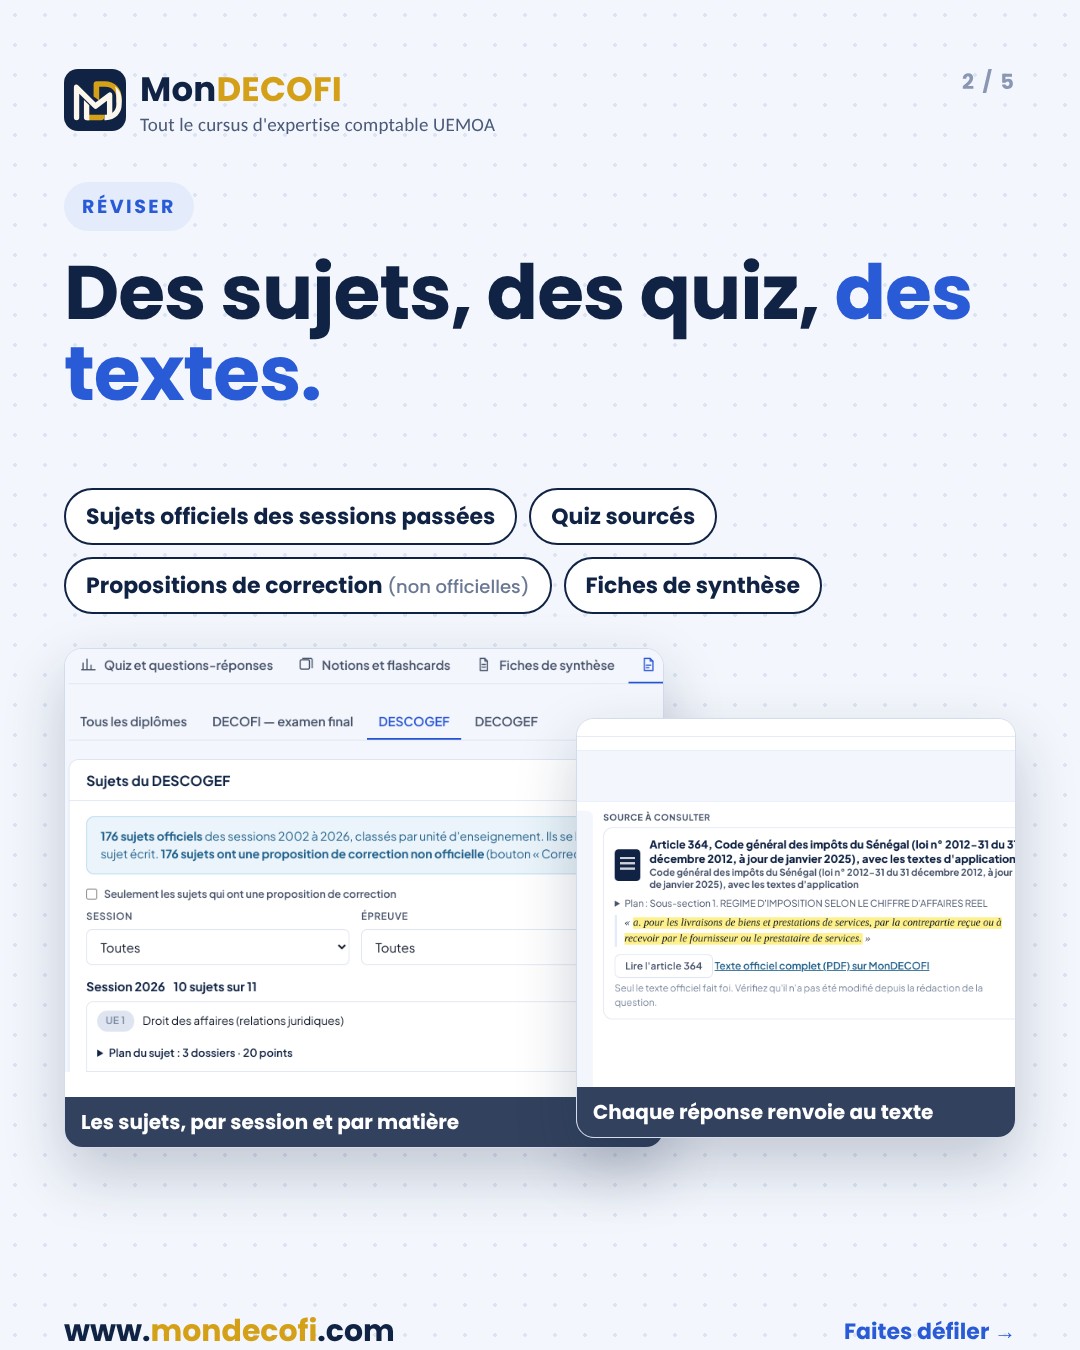 MonDECOFI
Tout le cursus d'expertise comptable UEMOA
2 / 5
RÉVISER
Des sujets, des quiz, des
textes.
Sujets officiels des sessions passées
Quiz sourcés
Propositions de correction (non officielles)
Fiches de synthèse
Quiz et questions-réponses
Notions et flashcards
Fiches de synthèse
Tous les diplômes
DECOFI — examen final
DESCOGEF
DECOGEF
Sujets du DESCOGEF
176 sujets officiels des sessions 2002 à 2026, classés par unité d'enseignement. Ils se
sujet écrit. 176 sujets ont une proposition de correction non officielle (bouton « Correc
Seulement les sujets qui ont une proposition de correction
SESSION
ÉPREUVE
Toutes
Toutes
Session 2026 10 sujets sur 11
UE 1
Droit des affaires (relations juridiques)
Plan du sujet : 3 dossiers · 20 points
Les sujets, par session et par matière
SOURCE À CONSULTER
Article 364, Code général des impôts du Sénégal (loi n° 2012-31 du 31
décembre 2012, à jour de janvier 2025), avec les textes d'application
Code général des impôts du Sénégal (loi n° 2012-31 du 31 décembre 2012, à jour
de janvier 2025), avec les textes d'application
Plan : Sous-section 1. REGIME D'IMPOSITION SELON LE CHIFFRE D'AFFAIRES REEL
« a. pour les livraisons de biens et prestations de services, par la contrepartie reçue ou à
recevoir par le fournisseur ou le prestataire de services. »
Lire l'article 364
Texte officiel complet (PDF) sur MonDECOFI
Seul le texte officiel fait foi. Vérifiez qu'il n'a pas été modifié depuis la rédaction de la
question.
Chaque réponse renvoie au texte
www.mondecofi.com
Faites défiler →